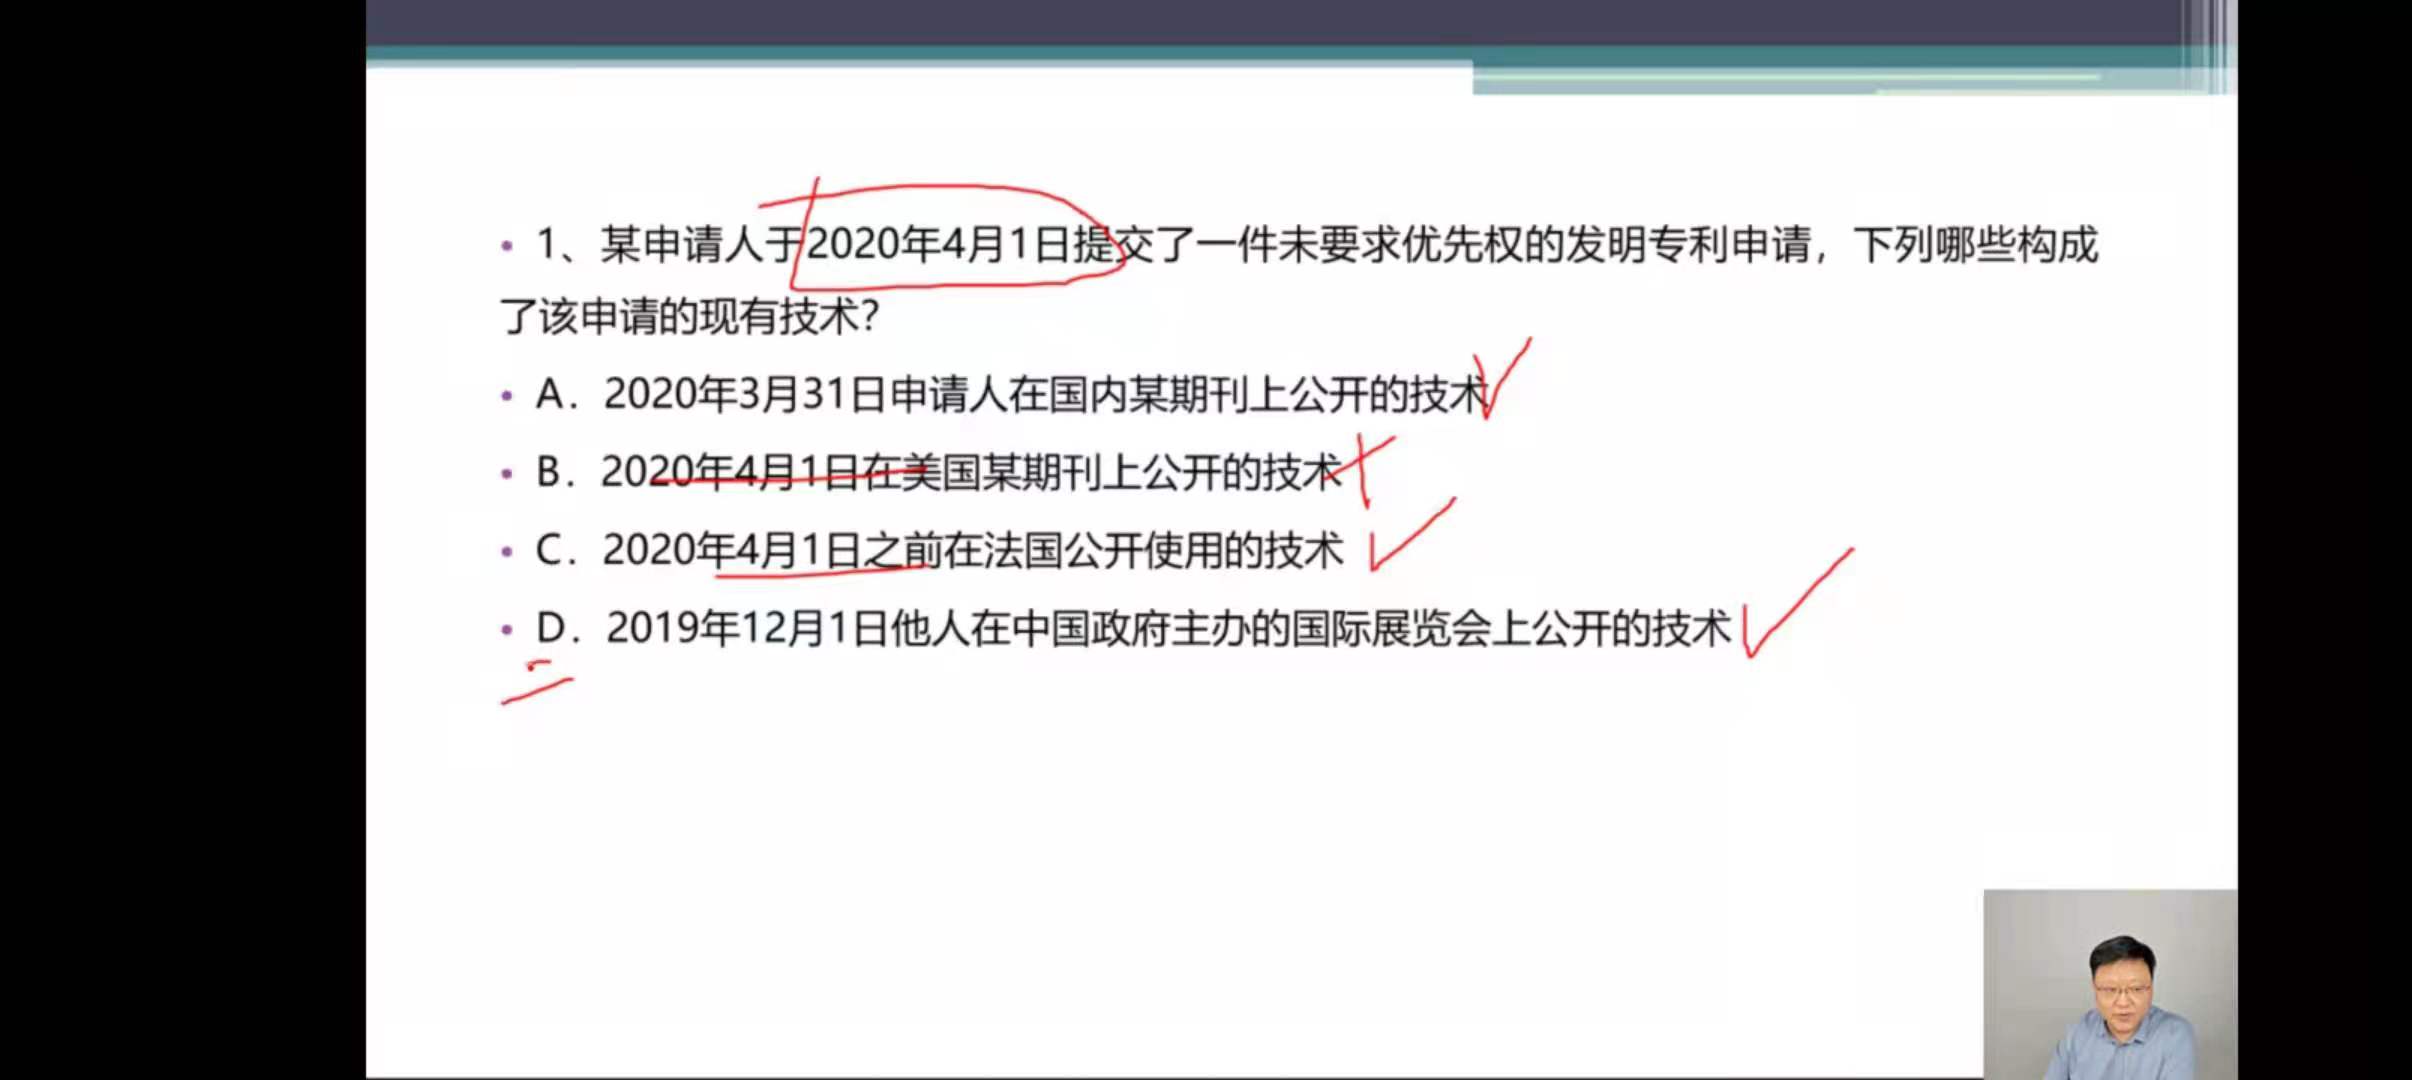 • 1、某申请人于2020年4月1日提交了一件未要求优先权的发明专利申请，下列哪些构成
了该申请的现有技术？
• A．2020年3月31日申请人在国内某期刊上公开的技术
• B．2020年4月1日在美国某期刊上公开的技术
• C．2020年4月1日之前在法国公开使用的技术
• D．2019年12月1日他人在中国政府主办的国际展览会上公开的技术